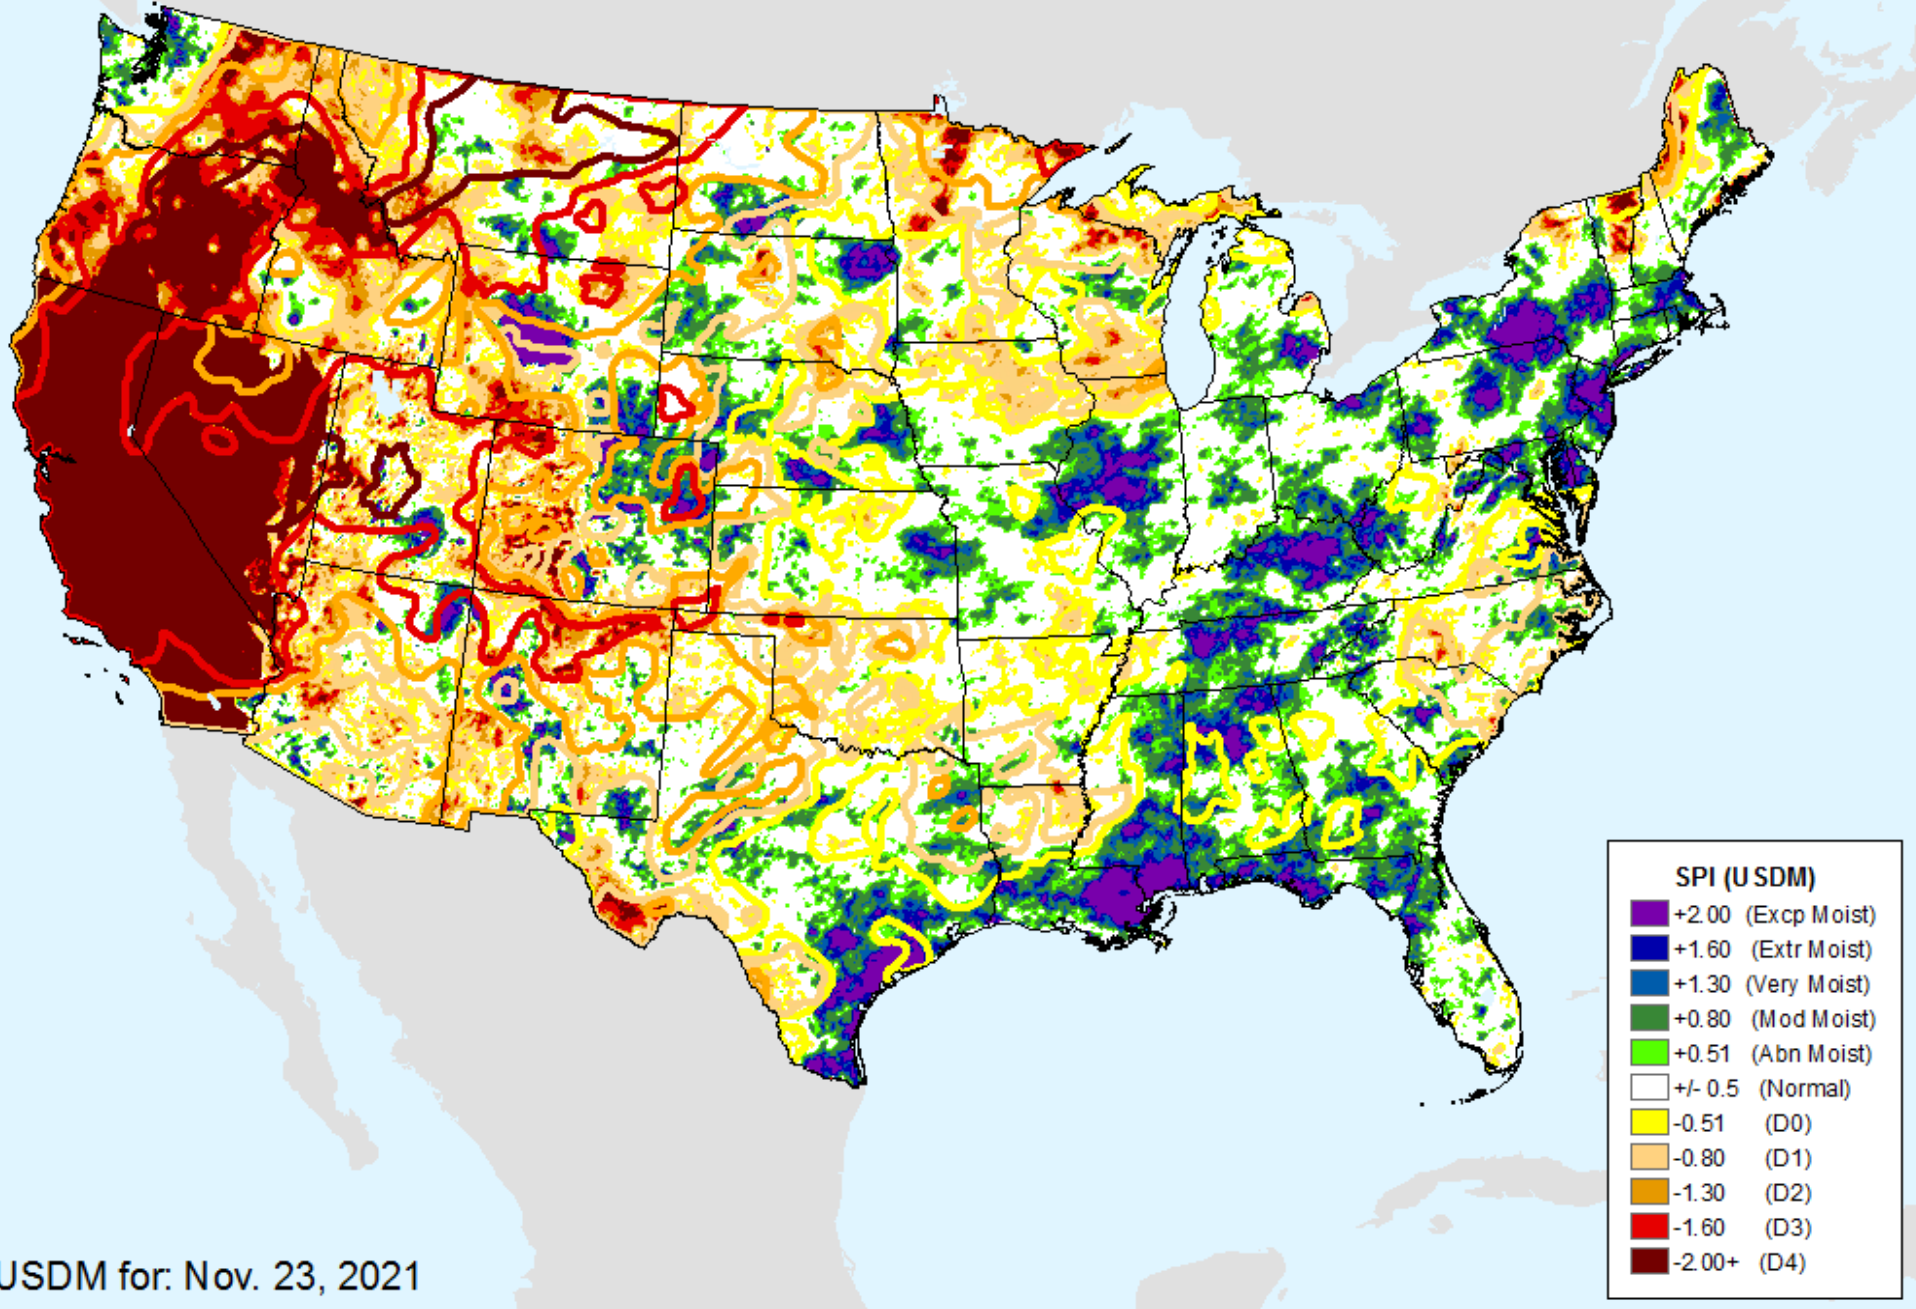 SPI (USDM)
+2.00 (Excp Moist)
+1.60 (Extr Moist)
+1.30 (Very Moist)
+0.80 (Mod Moist)
+0.51 (Abn Moist)
+/- 0.5 (Normal)
-0.51 (D0)
-0.80 (D1)
-1.30 (D2)
-1.60 (D3)
-2.00+ (D4)
USDM for: Nov. 23, 2021